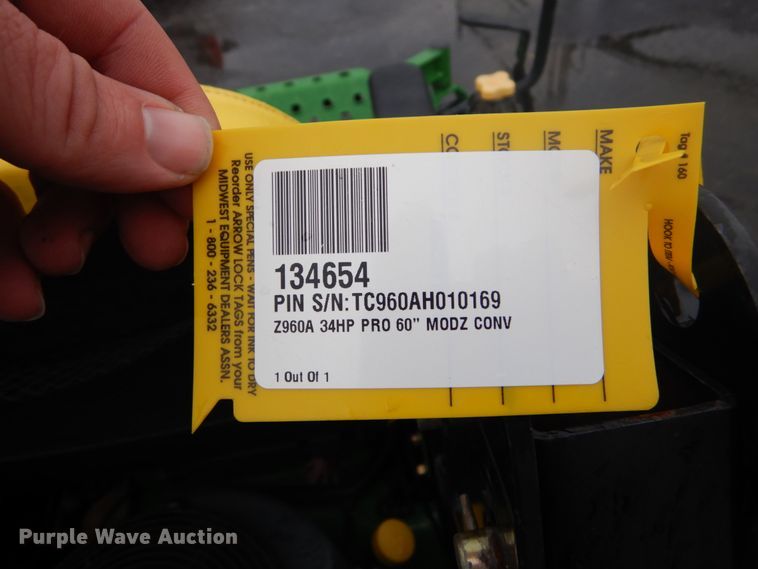 134654
PIN S/N: TC960AH010169
Z960A 34HP PRO 60" MODZ CONV
1 Out Of 1
USE ONLY SPECIAL PENS - WAIT FOR INK TO DRY
Reorder ARROW LOCK TAGS from your
MIDWEST EQUIPMENT DEALERS ASSN.
1 - 800 - 236 - 6332
MAKE
Tag # 160
Purple Wave Auction